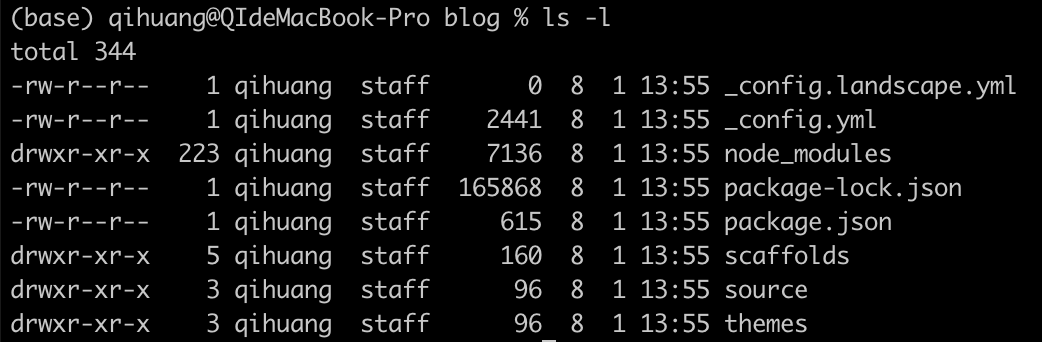 (base) qihuang@QIdeMacBook-Pro blog % ls -l
total 344
-rw-r--r--    1 qihuang  staff       0  8  1 13:55 _config.landscape.yml
-rw-r--r--    1 qihuang  staff    2441  8  1 13:55 _config.yml
drwxr-xr-x  223 qihuang  staff    7136  8  1 13:55 node_modules
-rw-r--r--    1 qihuang  staff  165868  8  1 13:55 package-lock.json
-rw-r--r--    1 qihuang  staff     615  8  1 13:55 package.json
drwxr-xr-x    5 qihuang  staff     160  8  1 13:55 scaffolds
drwxr-xr-x    3 qihuang  staff      96  8  1 13:55 source
drwxr-xr-x    3 qihuang  staff      96  8  1 13:55 themes